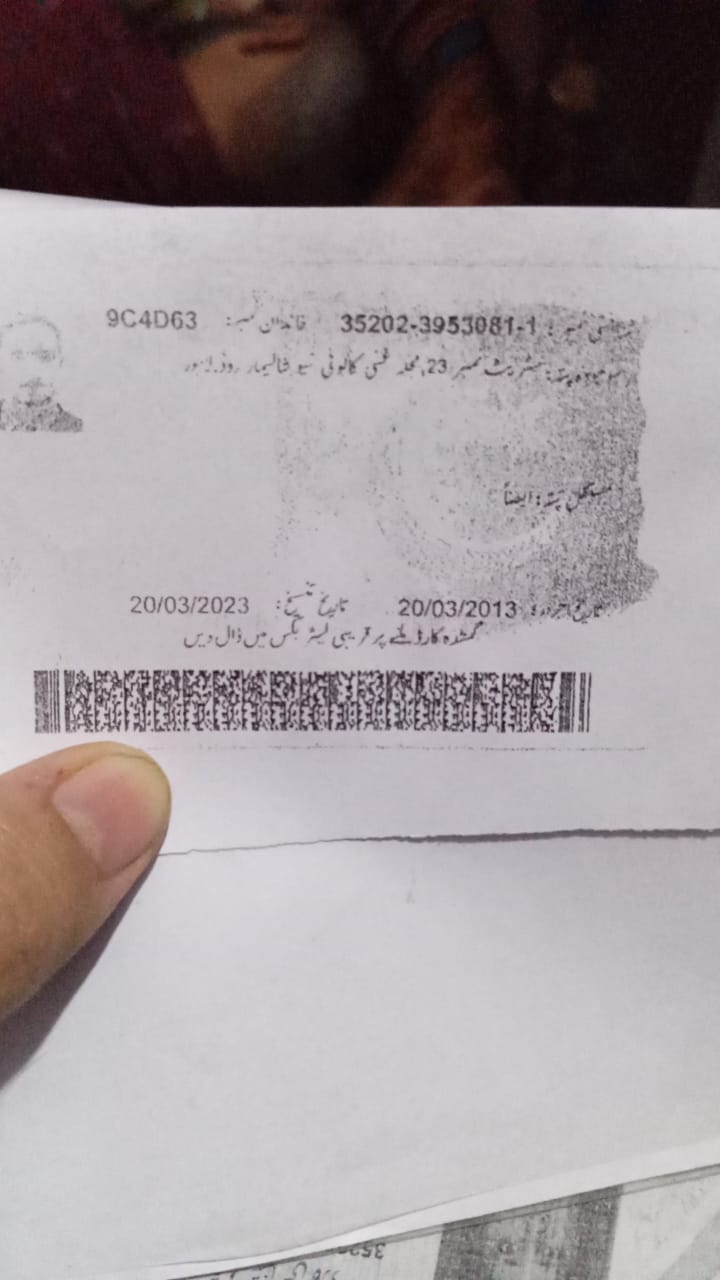 شناختی نمبر: 35202-3953081-1 خاندان نمبر: 9C4D63
موجودہ پتہ: سٹریٹ نمبر 23, محلہ کالونی نیو شالیمار روڈ, لاہور
مستقل پتہ: ایضاً
تاریخ اجراء: 20/03/2013 تاریخ تنسیخ: 20/03/2023
گمشدہ کارڈ ملنے پر قریبی لیٹر بکس میں ڈال دیں